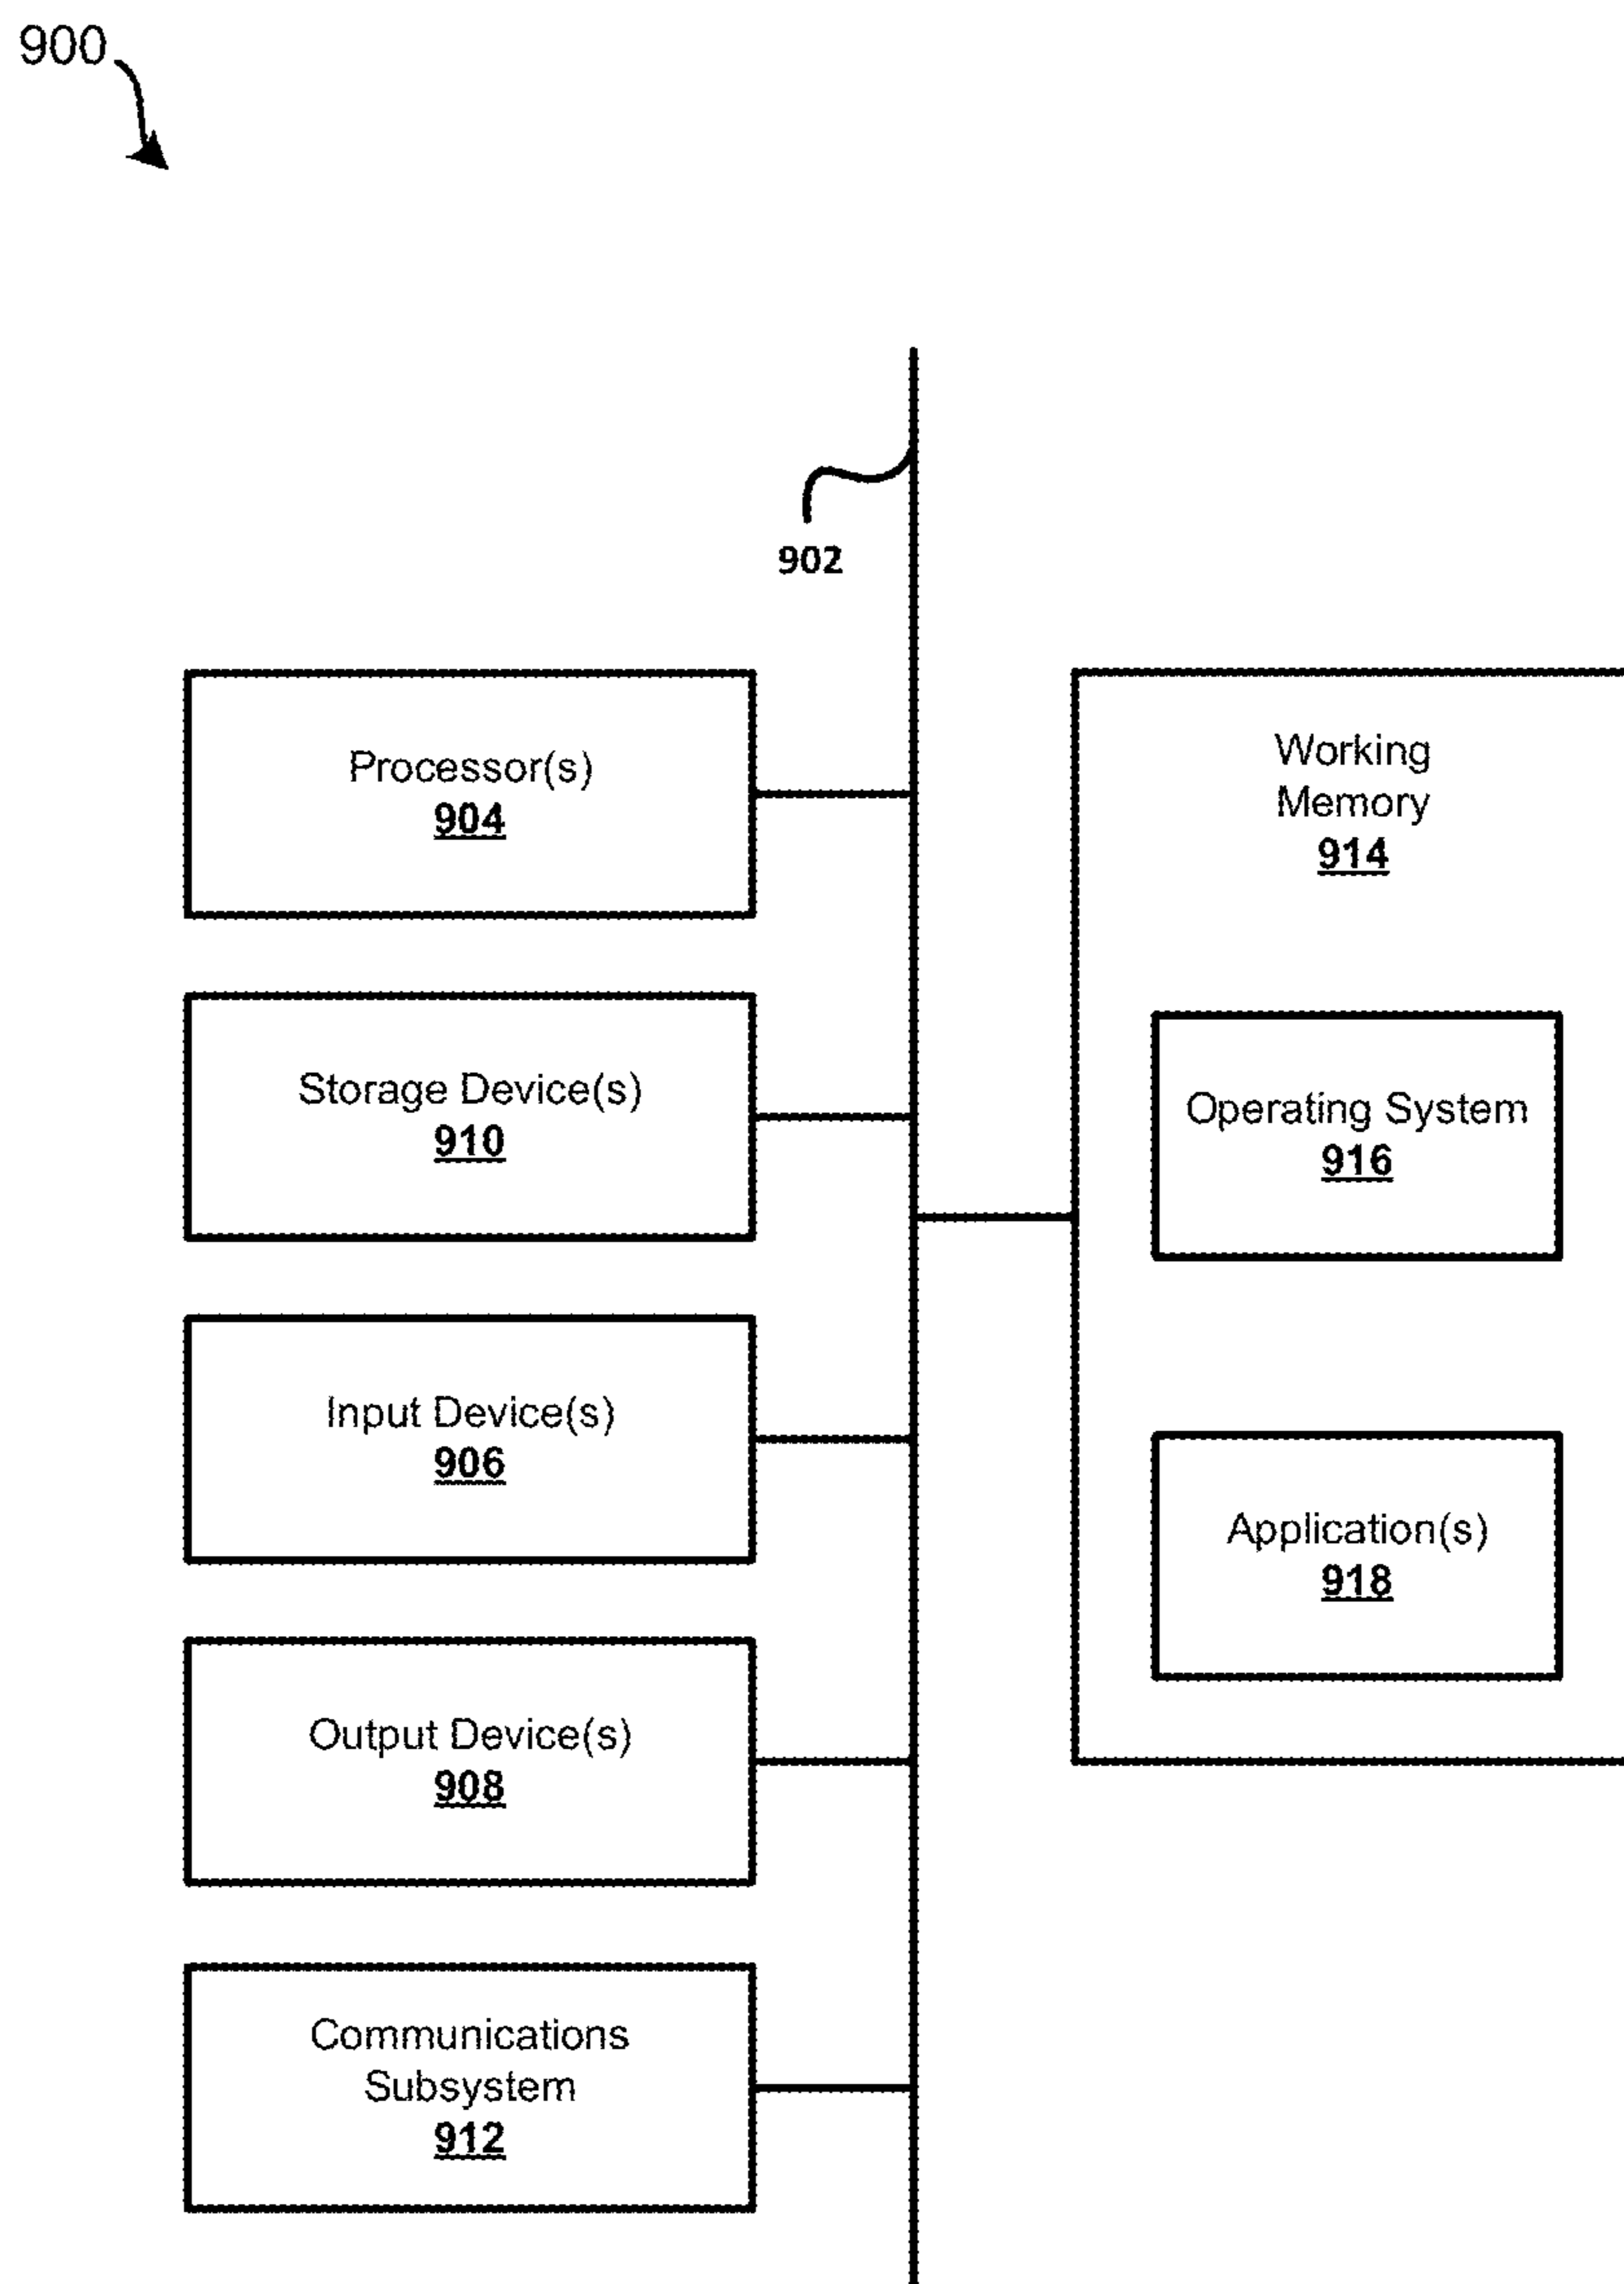 900
902
Processor(s)
904
Storage Device(s)
910
Input Device(s)
906
Output Device(s)
908
Communications
Subsystem
912
Working
Memory
914
Operating System
916
Application(s)
918